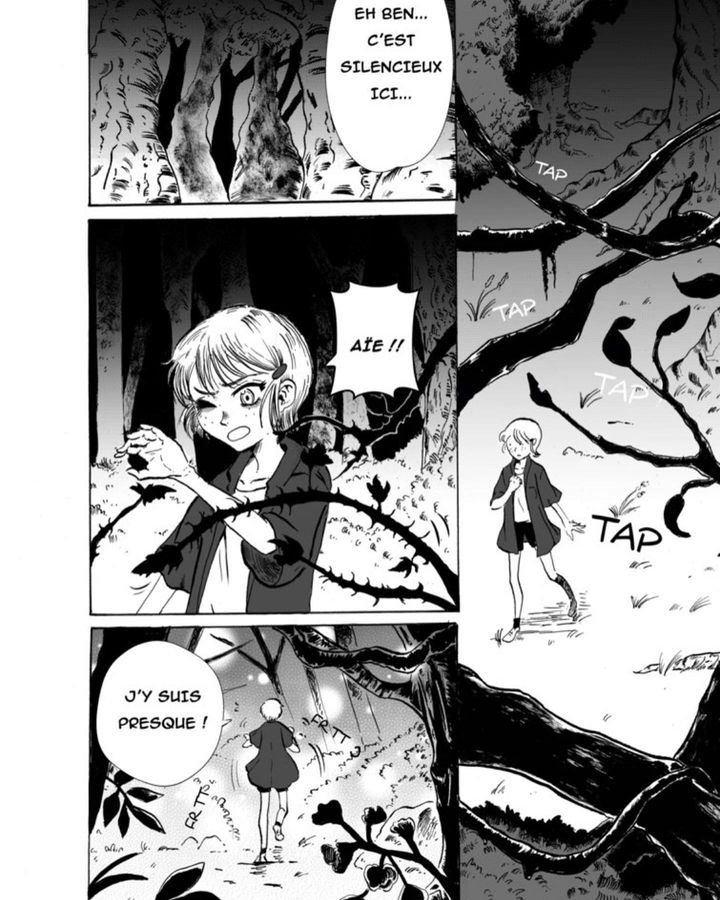 EH BEN...
C'EST
SILENCIEUX
ICI...
TAP
TAP
TAP
TAP
AÏE !!
J'Y SUIS
PRESQUE !
FRTT
FRTT